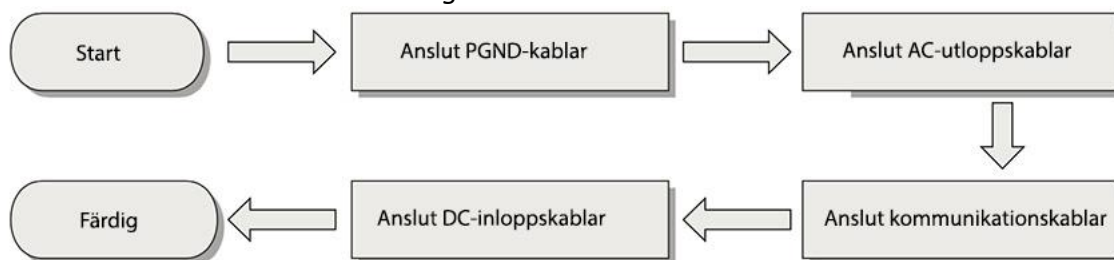 Start
Anslut PGND-kablar
Anslut AC-utloppskablar
Anslut kommunikationskablar
Anslut DC-inloppskablar
Färdig